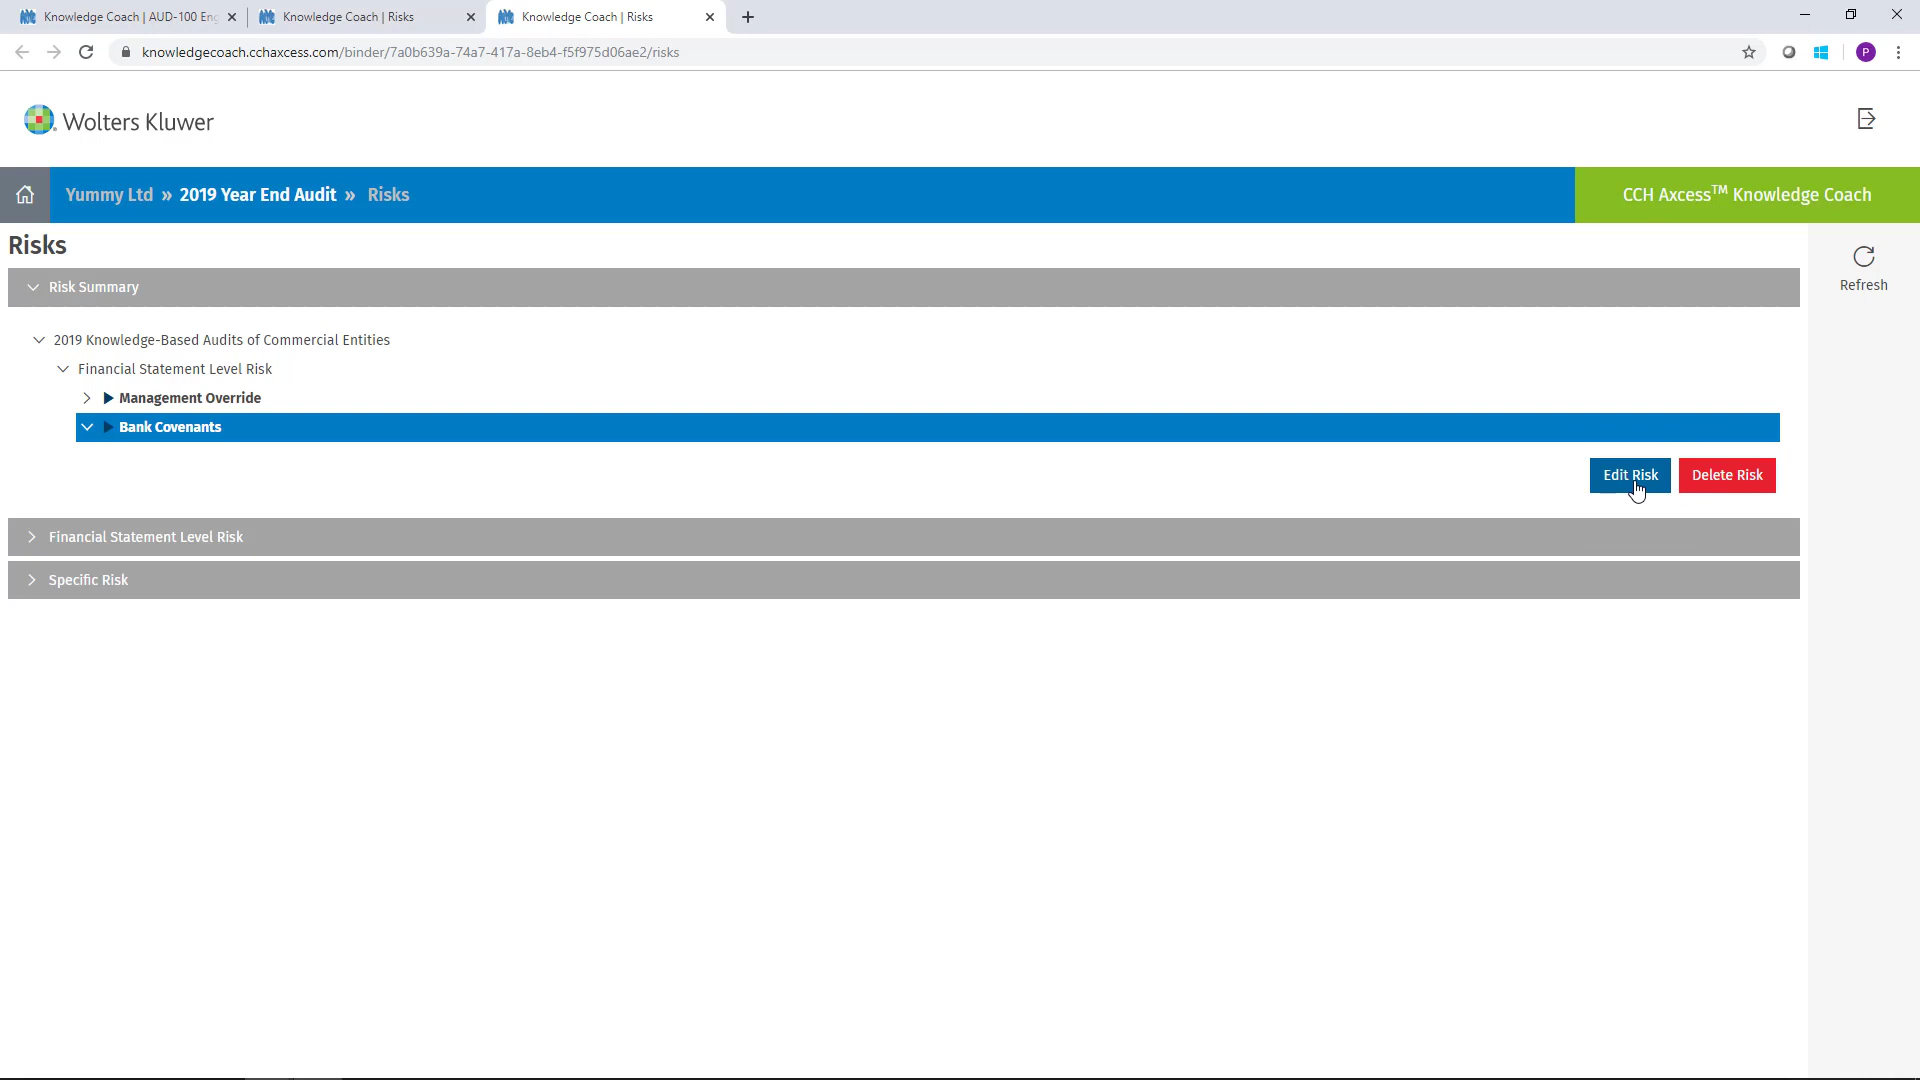 Knowledge Coach | AUD-100 Eng
Knowledge Coach | Risks
Knowledge Coach | Risks
knowledgecoach.cchaxcess.com/binder/7a0b639a-74a7-417a-8eb4-f5f975d06ae2/risks
P
Wolters Kluwer
Yummy Ltd » 2019 Year End Audit » Risks
CCH Axcess™ Knowledge Coach
Risks
Refresh
Risk Summary
2019 Knowledge-Based Audits of Commercial Entities
Financial Statement Level Risk
Management Override
Bank Covenants
Edit Risk
Delete Risk
Financial Statement Level Risk
Specific Risk